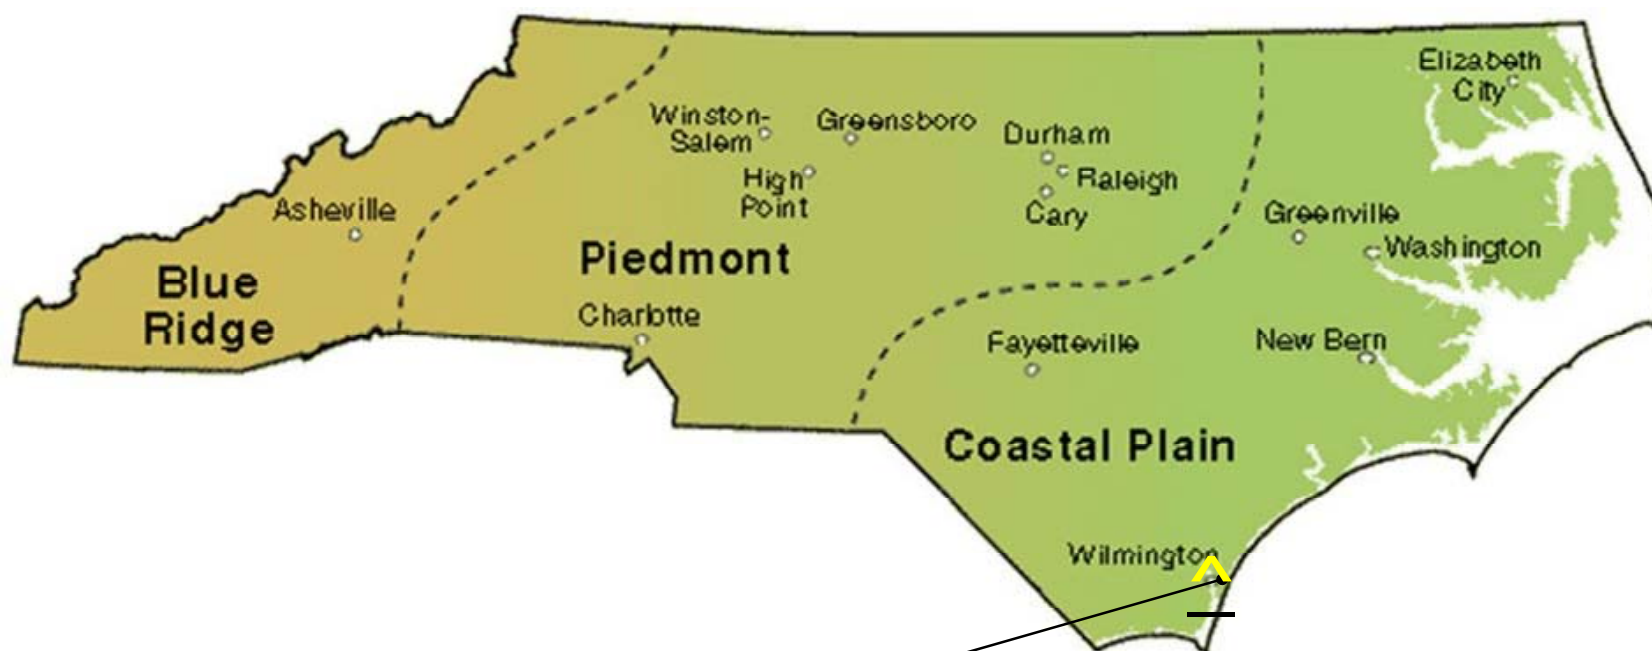 Elizabeth
City
Winston-
Salem
Greensboro
Durham
High
Point
Raleigh
Cary
Asheville
Greenville
Washington
Piedmont
Blue
Ridge
Charlotte
Fayetteville
New Bern
Coastal Plain
Wilmington